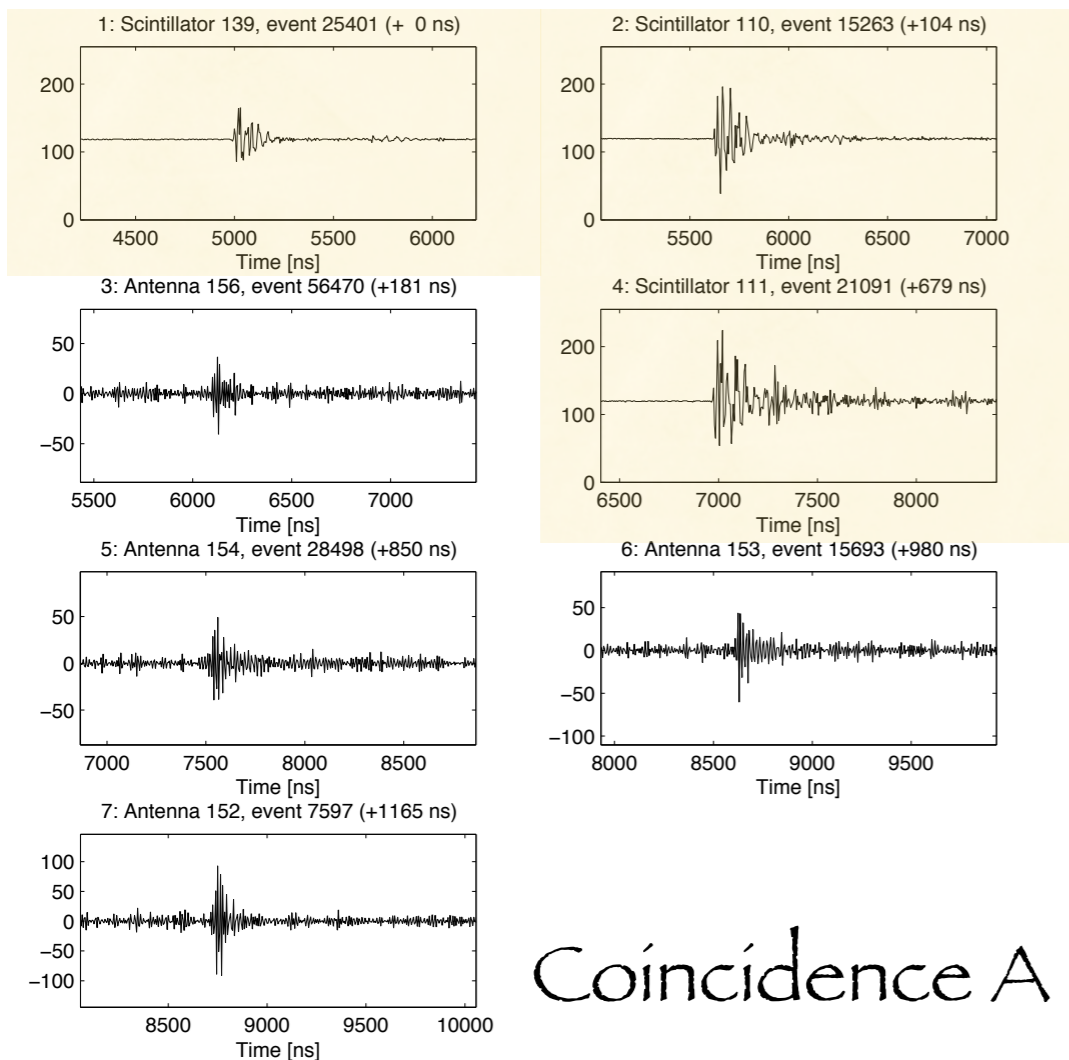 1: Scintillator 139, event 25401 (+  0 ns)
200
100
0
4500 5000 5500 6000
Time [ns]
2: Scintillator 110, event 15263 (+104 ns)
200
100
0
5500 6000 6500 7000
Time [ns]
3: Antenna 156, event 56470 (+181 ns)
50
0
−50
5500 6000 6500 7000
Time [ns]
4: Scintillator 111, event 21091 (+679 ns)
200
100
0
6500 7000 7500 8000
Time [ns]
5: Antenna 154, event 28498 (+850 ns)
50
0
−50
7000 7500 8000 8500
Time [ns]
6: Antenna 153, event 15693 (+980 ns)
50
0
−50
−100
8000 8500 9000 9500
Time [ns]
7: Antenna 152, event 7597 (+1165 ns)
100
50
0
−50
−100
8500 9000 9500 10000
Time [ns]
Coincidence A